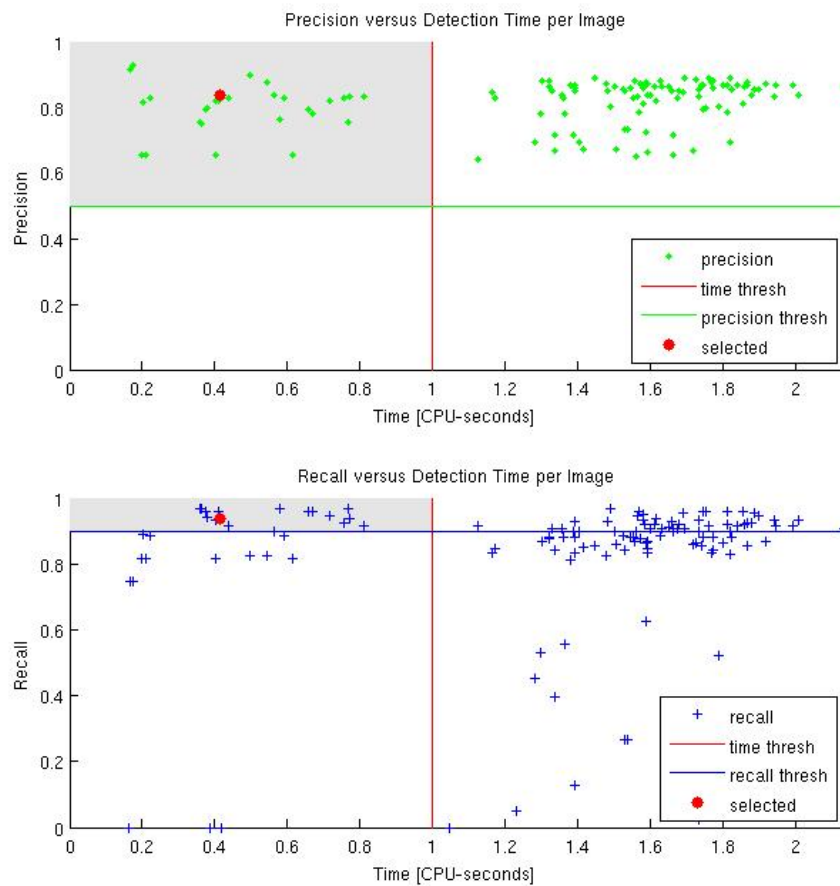 Precision versus Detection Time per Image
1
0.8
0.6
0.4
0.2
0
Precision
precision
time thresh
precision thresh
selected
0 0.2 0.4 0.6 0.8 1 1.2 1.4 1.6 1.8 2
Time [CPU-seconds]
Recall versus Detection Time per Image
1
0.8
0.6
0.4
0.2
0
Recall
recall
time thresh
recall thresh
selected
0 0.2 0.4 0.6 0.8 1 1.2 1.4 1.6 1.8 2
Time [CPU-seconds]